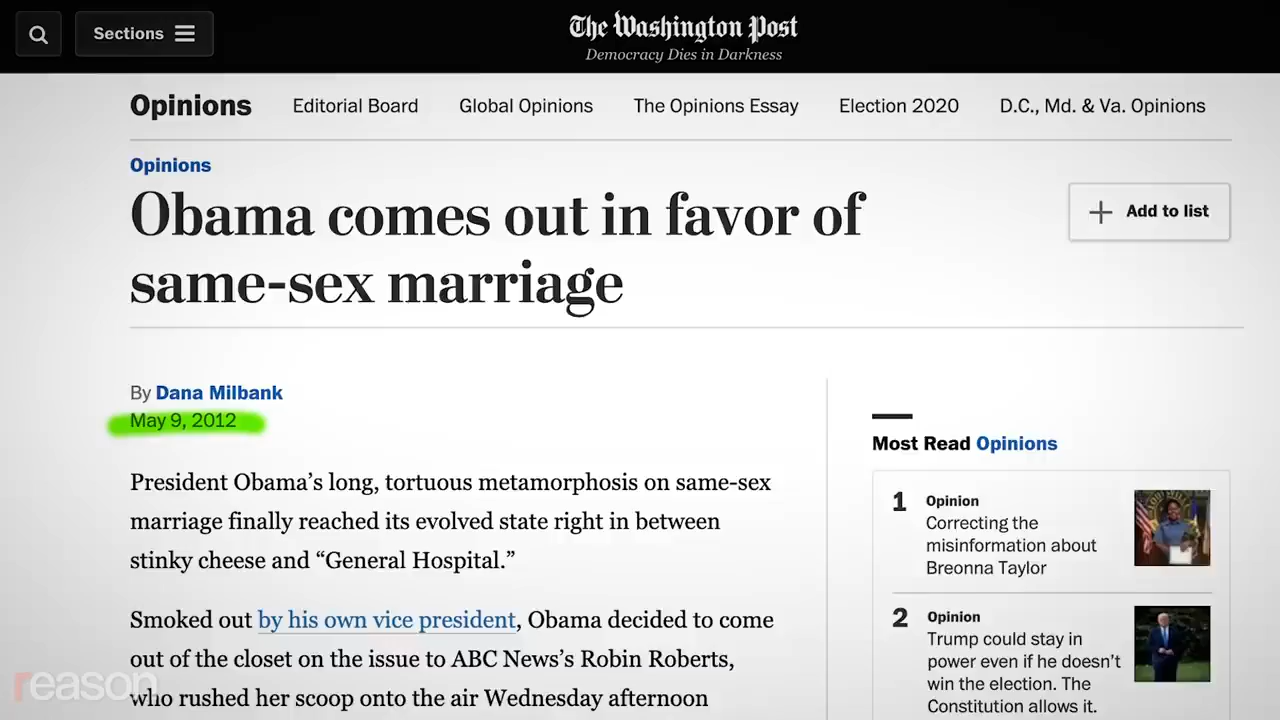 Sections
The Washington Post
Democracy Dies in Darkness
Opinions
Editorial Board
Global Opinions
The Opinions Essay
Election 2020
D.C., Md. & Va. Opinions
Opinions
Obama comes out in favor of
same-sex marriage
Add to list
By Dana Milbank
May 9, 2012
President Obama’s long, tortuous metamorphosis on same-sex
marriage finally reached its evolved state right in between
stinky cheese and “General Hospital.”
Smoked out by his own vice president, Obama decided to come
out of the closet on the issue to ABC News’s Robin Roberts,
who rushed her scoop onto the air Wednesday afternoon
Most Read Opinions
1
Opinion
Correcting the
misinformation about
Breonna Taylor
2
Opinion
Trump could stay in
power even if he doesn’t
win the election. The
Constitution allows it.
reason